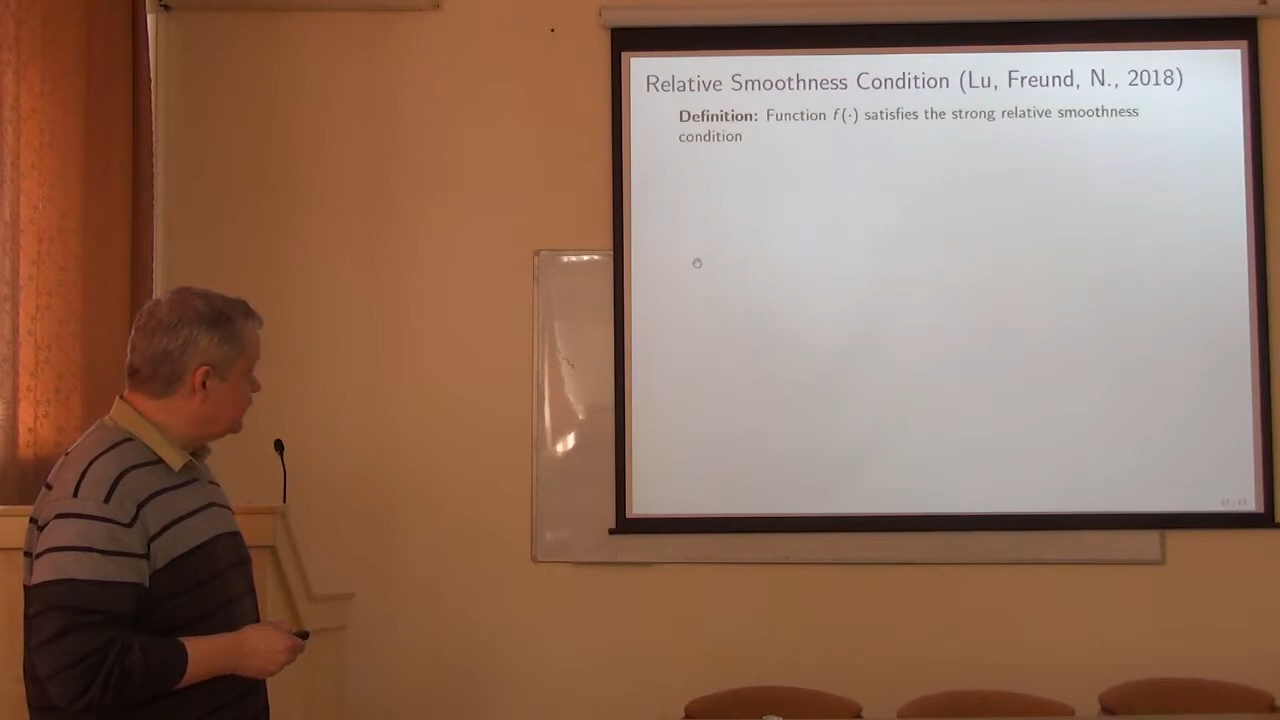 Relative Smoothness Condition (Lu, Freund, N., 2018)
Definition: Function f(·) satisfies the strong relative smoothness
condition